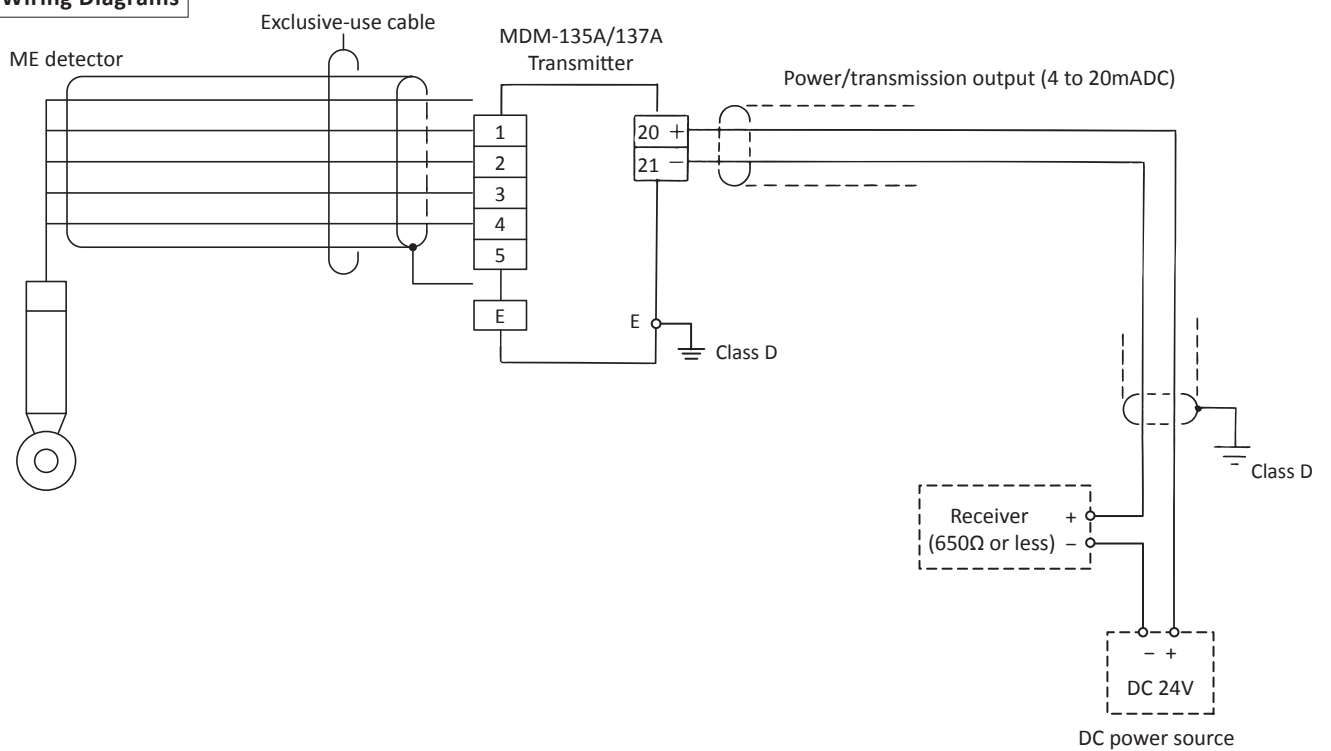 Wiring Diagrams
Exclusive-use cable
ME detector
MDM-135A/137A
Transmitter
Power/transmission output (4 to 20mADC)
1
2
3
4
5
E
20 +
21 −
E
Class D
Class D
Receiver +
(650Ω or less) −
− +
DC 24V
DC power source